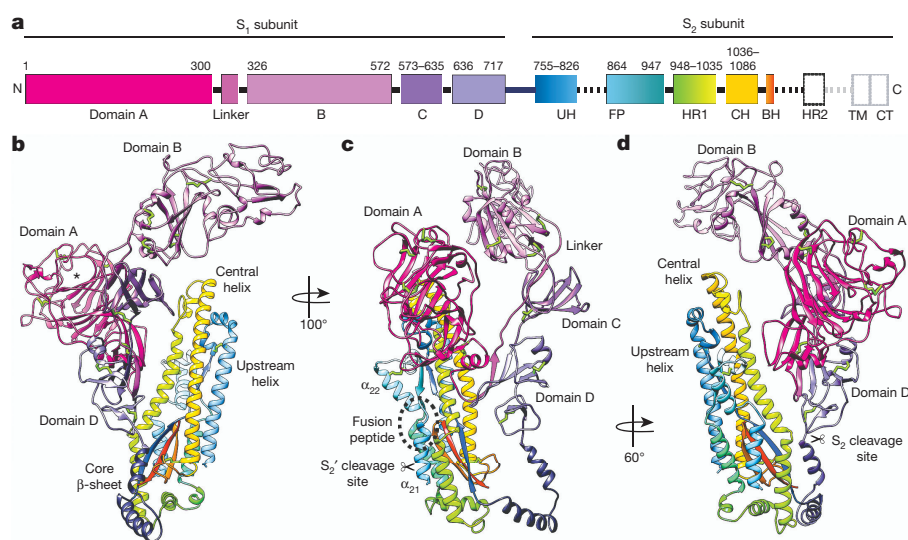 a
S1 subunit
S2 subunit
1 300 326 572 573–635 636 717 755–826 864 947 948–1035 1036–1086
N
C
Domain A Linker B C D UH FP HR1 CH BH HR2 TM CT
b
Domain B
Domain A
*
Central helix
Upstream helix
Domain D
Core β-sheet
100°
c
Domain B
Domain A
Linker
Domain C
α22
Domain D
Fusion peptide
S2′ cleavage site
α21
60°
d
Domain B
Domain A
Central helix
Upstream helix
Domain D
S2 cleavage site